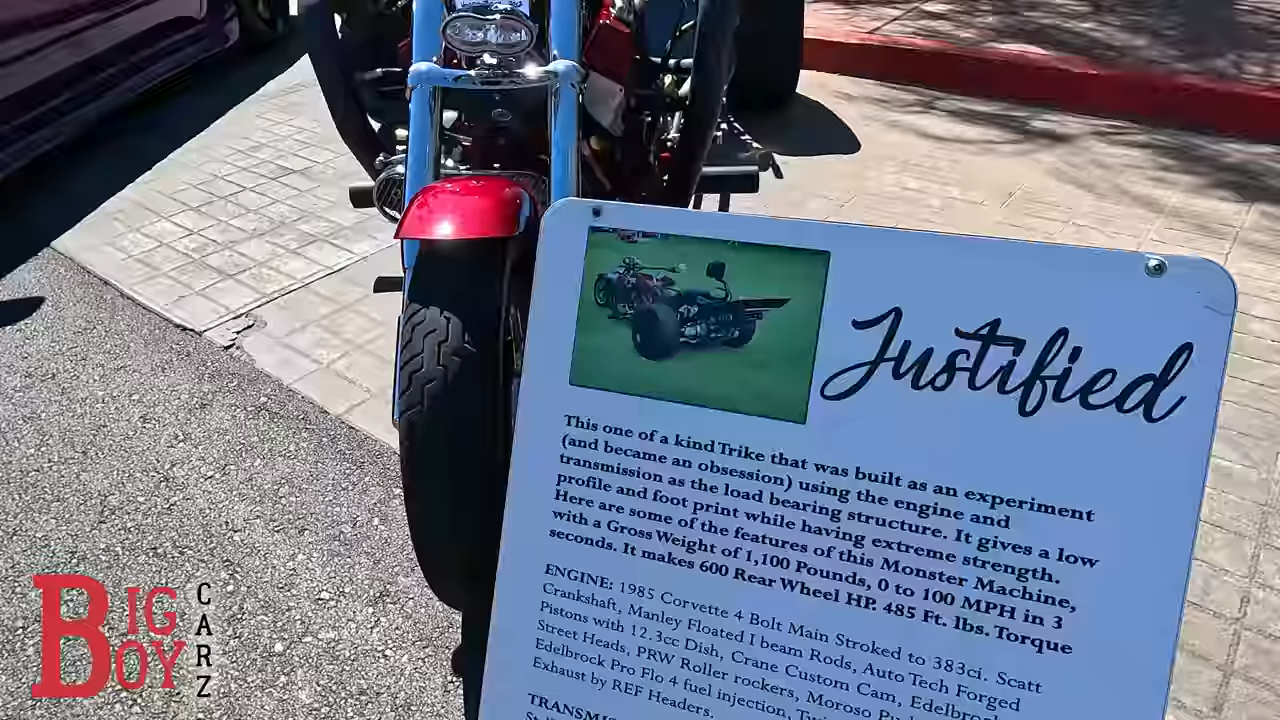 Justified
This one of a kind Trike that was built as an experiment
(and became an obsession) using the engine and
transmission as the load bearing structure. It gives a low
profile and foot print while having extreme strength.
Here are some of the features of this Monster Machine,
with a Gross Weight of 1,100 Pounds, 0 to 100 MPH in 3
seconds. It makes 600 Rear Wheel HP. 485 Ft. lbs. Torque
ENGINE: 1985 Corvette 4 Bolt Main Stroked to 383ci. Scatt
Crankshaft, Manley Floated I beam Rods, Auto Tech Forged
Pistons with 12.3cc Dish, Crane Custom Cam, Edelbrock
Street Heads, PRW Roller rockers, Moroso
Edelbrock Pro Flo 4 fuel injection,
Exhaust by REF Headers.
BIG
BOY
CARZ